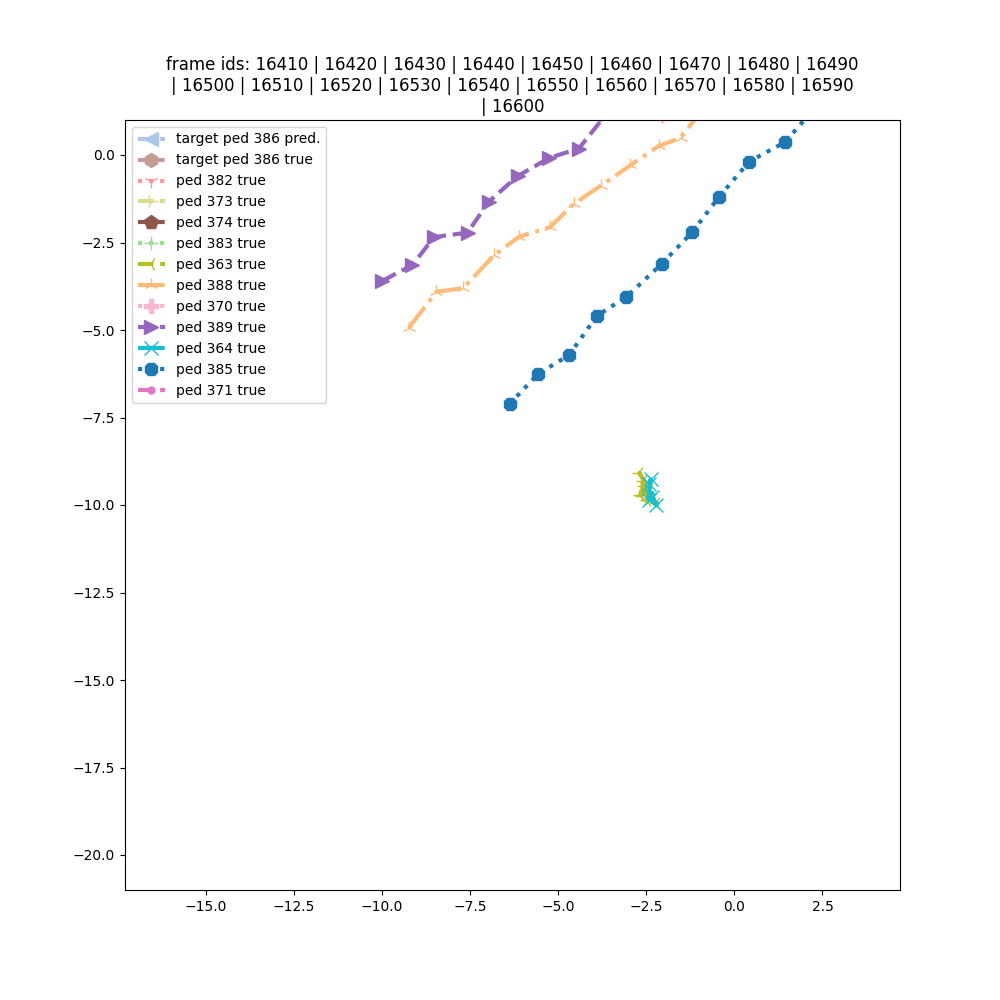 frame ids: 16410 | 16420 | 16430 | 16440 | 16450 | 16460 | 16470 | 16480 | 16490
| 16500 | 16510 | 16520 | 16530 | 16540 | 16550 | 16560 | 16570 | 16580 | 16590
| 16600
target ped 386 pred.
target ped 386 true
ped 382 true
ped 373 true
ped 374 true
ped 383 true
ped 363 true
ped 388 true
ped 370 true
ped 389 true
ped 364 true
ped 385 true
ped 371 true
0.0
−2.5
−5.0
−7.5
−10.0
−12.5
−15.0
−17.5
−20.0
−15.0 −12.5 −10.0 −7.5 −5.0 −2.5 0.0 2.5